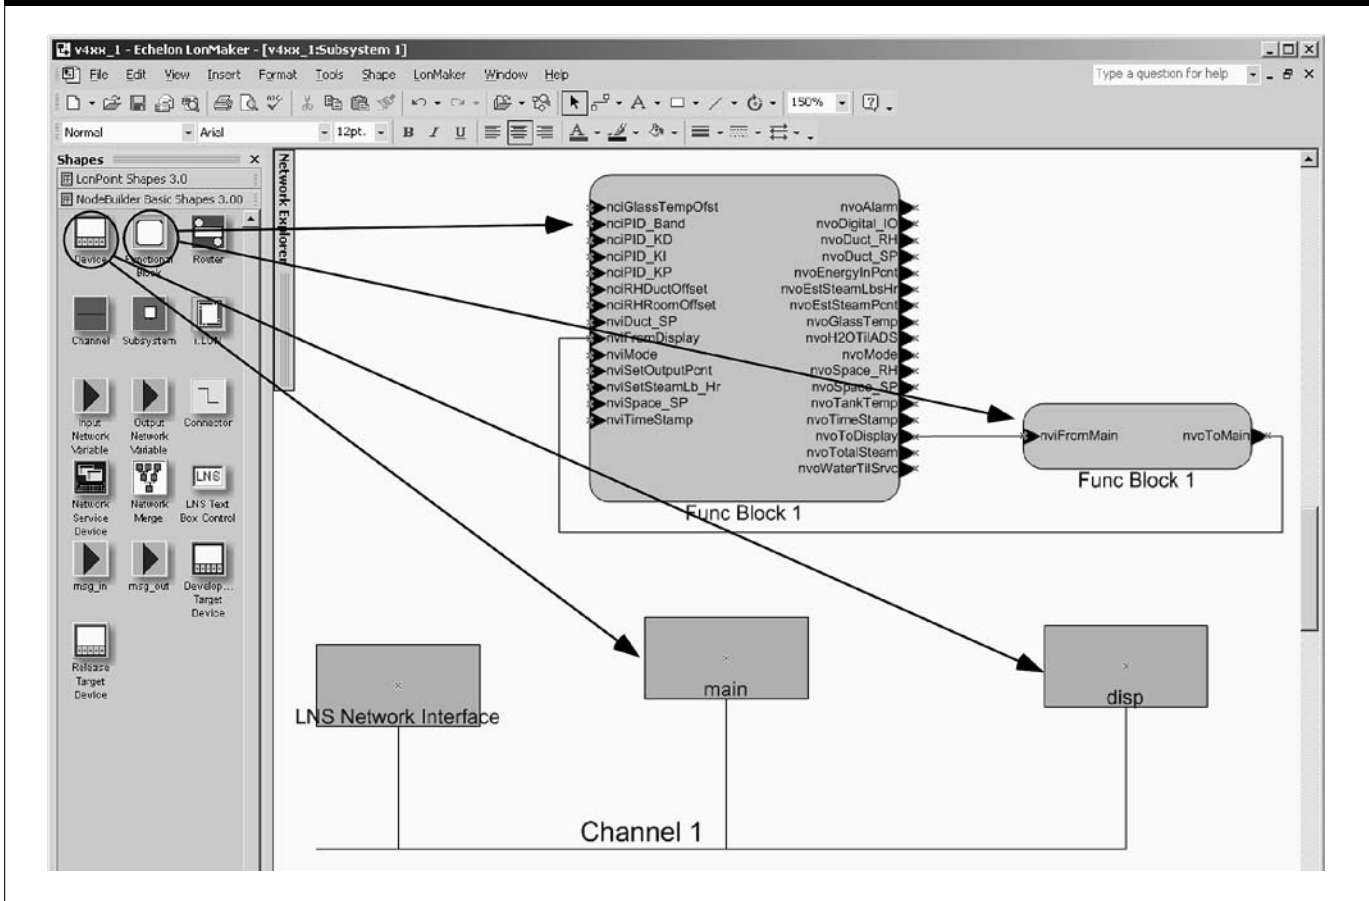 v4xx_1 - Echelon LonMaker - [v4xx_1:Subsystem 1]
File Edit View Insert Format Tools Shape LonMaker Window Help
Type a question for help
150%
Normal
Arial
12pt.
B I U
Shapes
LonPoint Shapes 3.0
NodeBuilder Basic Shapes 3.00
Device
Functional Block
Router
Channel
Subsystem
i.LON
Input Network Variable
Output Network Variable
Connector
Network Service Device
Network Merge
LNS
LNS Text Box Control
msg_in
msg_out
Develop... Target Device
Release Target Device
Network Explorer
nciGlassTempOfst
nciPID_Band
nciPID_KD
nciPID_KI
nciPID_KP
nciRHDuctOffset
nciRHRoomOffset
nviDuct_SP
nviFromDisplay
nviMode
nviSetOutputPcnt
nviSetSteamLb_Hr
nviSpace_SP
nviTimeStamp
nvoAlarm
nvoDigital_IO
nvoDuct_RH
nvoDuct_SP
nvoEnergyInPcnt
nvoEstSteamLbsHr
nvoEstSteamPcnt
nvoGlassTemp
nvoH2OTilADS
nvoMode
nvoSpace_RH
nvoSpace_SP
nvoTankTemp
nvoTimeStamp
nvoToDisplay
nvoTotalSteam
nvoWaterTilSrvc
Func Block 1
nviFromMain
nvoToMain
Func Block 1
LNS Network Interface
main
disp
Channel 1